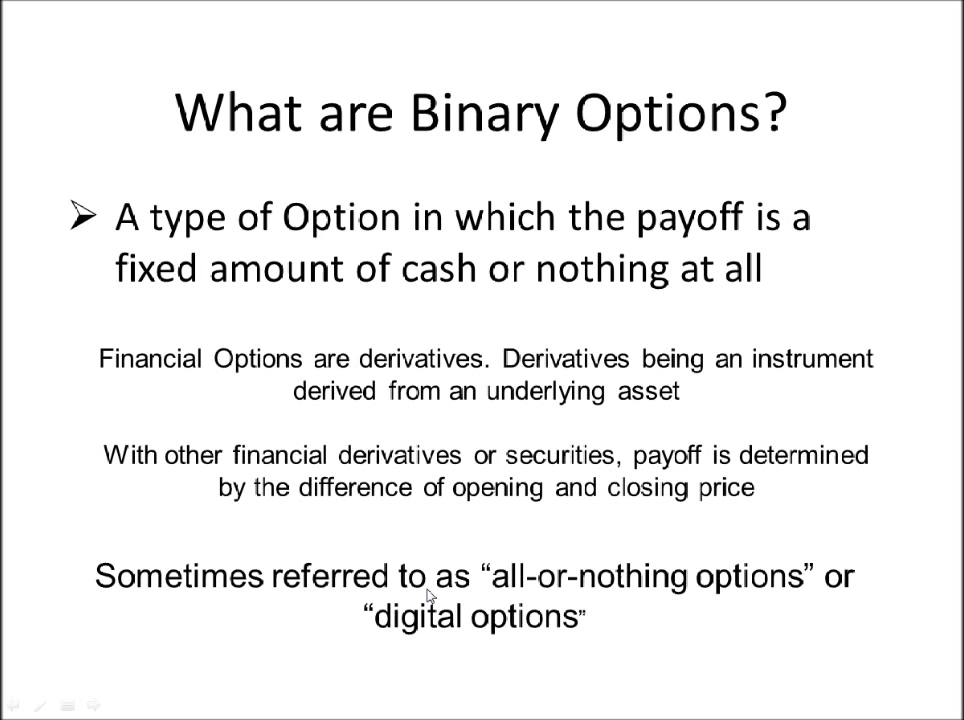 What are Binary Options?
A type of Option in which the payoff is a
fixed amount of cash or nothing at all
Financial Options are derivatives. Derivatives being an instrument
derived from an underlying asset
With other financial derivatives or securities, payoff is determined
by the difference of opening and closing price
Sometimes referred to as “all-or-nothing options” or
“digital options”